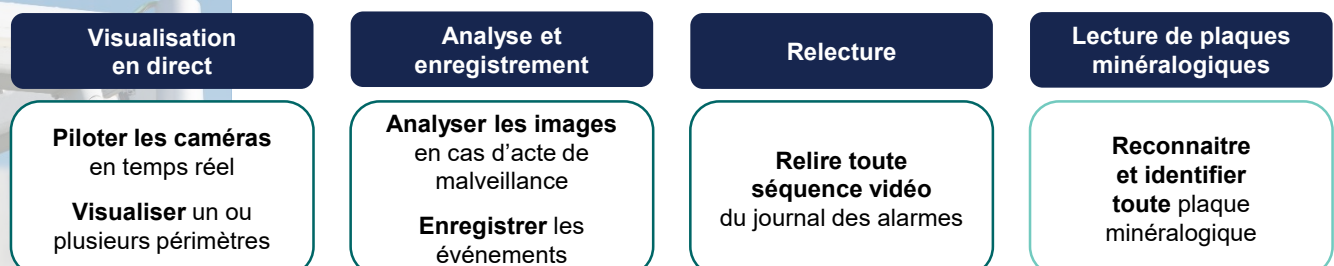 Visualisation
en direct
Piloter les caméras
en temps réel
Visualiser un ou
plusieurs périmètres
Analyse et
enregistrement
Analyser les images
en cas d'acte de
malveillance
Enregistrer les
événements
Relecture
Relire toute
séquence vidéo
du journal des alarmes
Lecture de plaques
minéralogiques
Reconnaitre
et identifier
toute plaque
minéralogique